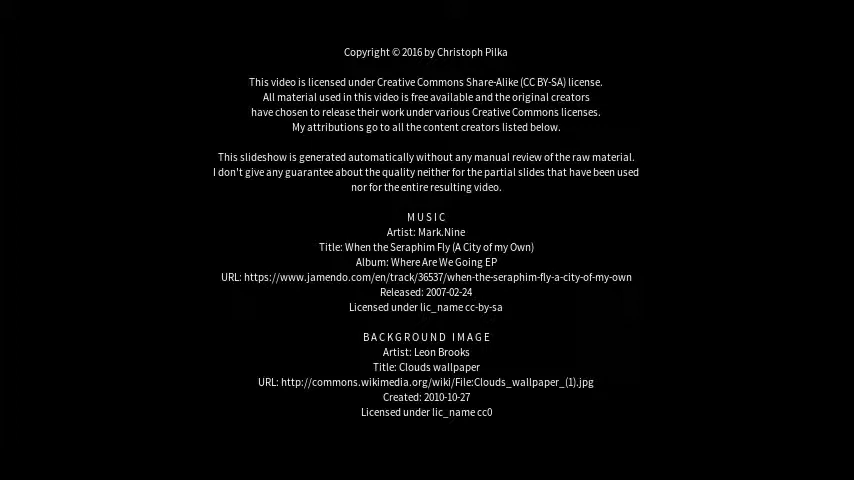 Copyright © 2016 by Christoph Pilka
This video is licensed under Creative Commons Share-Alike (CC BY-SA) license.
All material used in this video is free available and the original creators
have chosen to release their work under various Creative Commons licenses.
My attributions go to all the content creators listed below.
This slideshow is generated automatically without any manual review of the raw material.
I don't give any guarantee about the quality neither for the partial slides that have been used
nor for the entire resulting video.
M U S I C
Artist: Mark.Nine
Title: When the Seraphim Fly (A City of my Own)
Album: Where Are We Going EP
URL: https://www.jamendo.com/en/track/36537/when-the-seraphim-fly-a-city-of-my-own
Released: 2007-02-24
Licensed under lic_name cc-by-sa
B A C K G R O U N D   I M A G E
Artist: Leon Brooks
Title: Clouds wallpaper
URL: http://commons.wikimedia.org/wiki/File:Clouds_wallpaper_(1).jpg
Created: 2010-10-27
Licensed under lic_name cc0